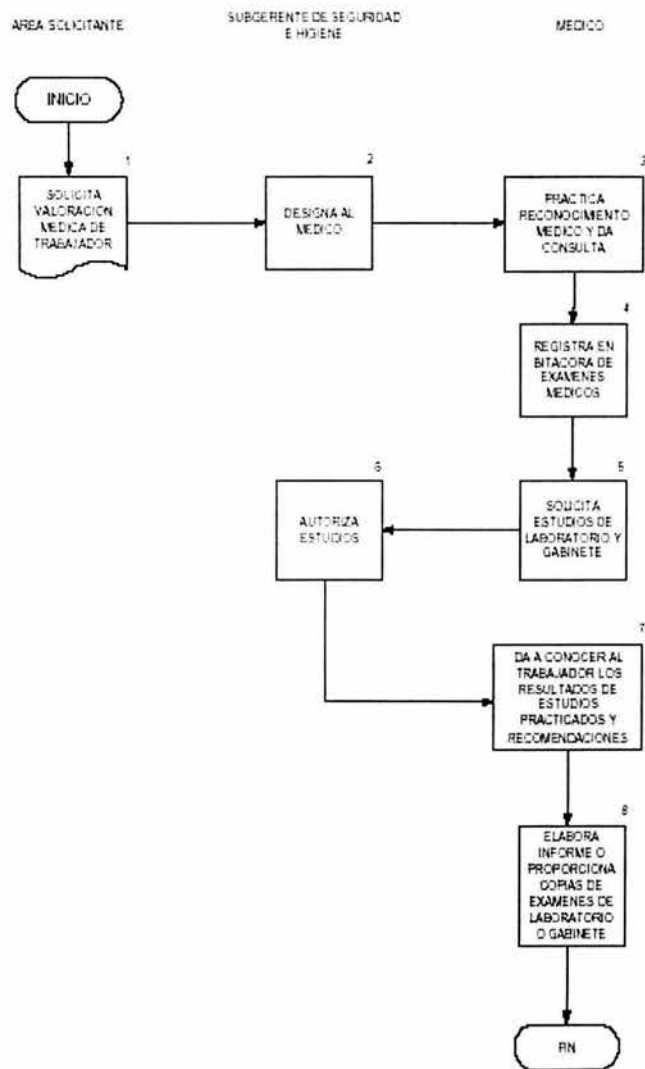 AREA SOLICITANTE
SUBGERENTE DE SEGURIDAD
E HIGIENE
MEDICO
INICIO
1
SOLICITA
VALORACION
MEDICA DE
TRABAJADOR
2
DESIGNA AL
MEDICO
3
PRACTICA
RECONOCIMIENTO
MEDICO Y DA
CONSULTA
4
REGISTRA EN
BITACORA DE
EXAMENES
MEDICOS
5
SOLICITA
ESTUDIOS DE
LABORATORIO Y
GABINETE
6
AUTORIZA
ESTUDIOS
7
DA A CONOCER AL
TRABAJADOR LOS
RESULTADOS DE
ESTUDIOS
PRACTICADOS Y
RECOMENDACIONES
8
ELABORA
INFORME O
PROPORCIONA
COPIAS DE
EXAMENES DE
LABORATORIO
O GABINETE
FIN